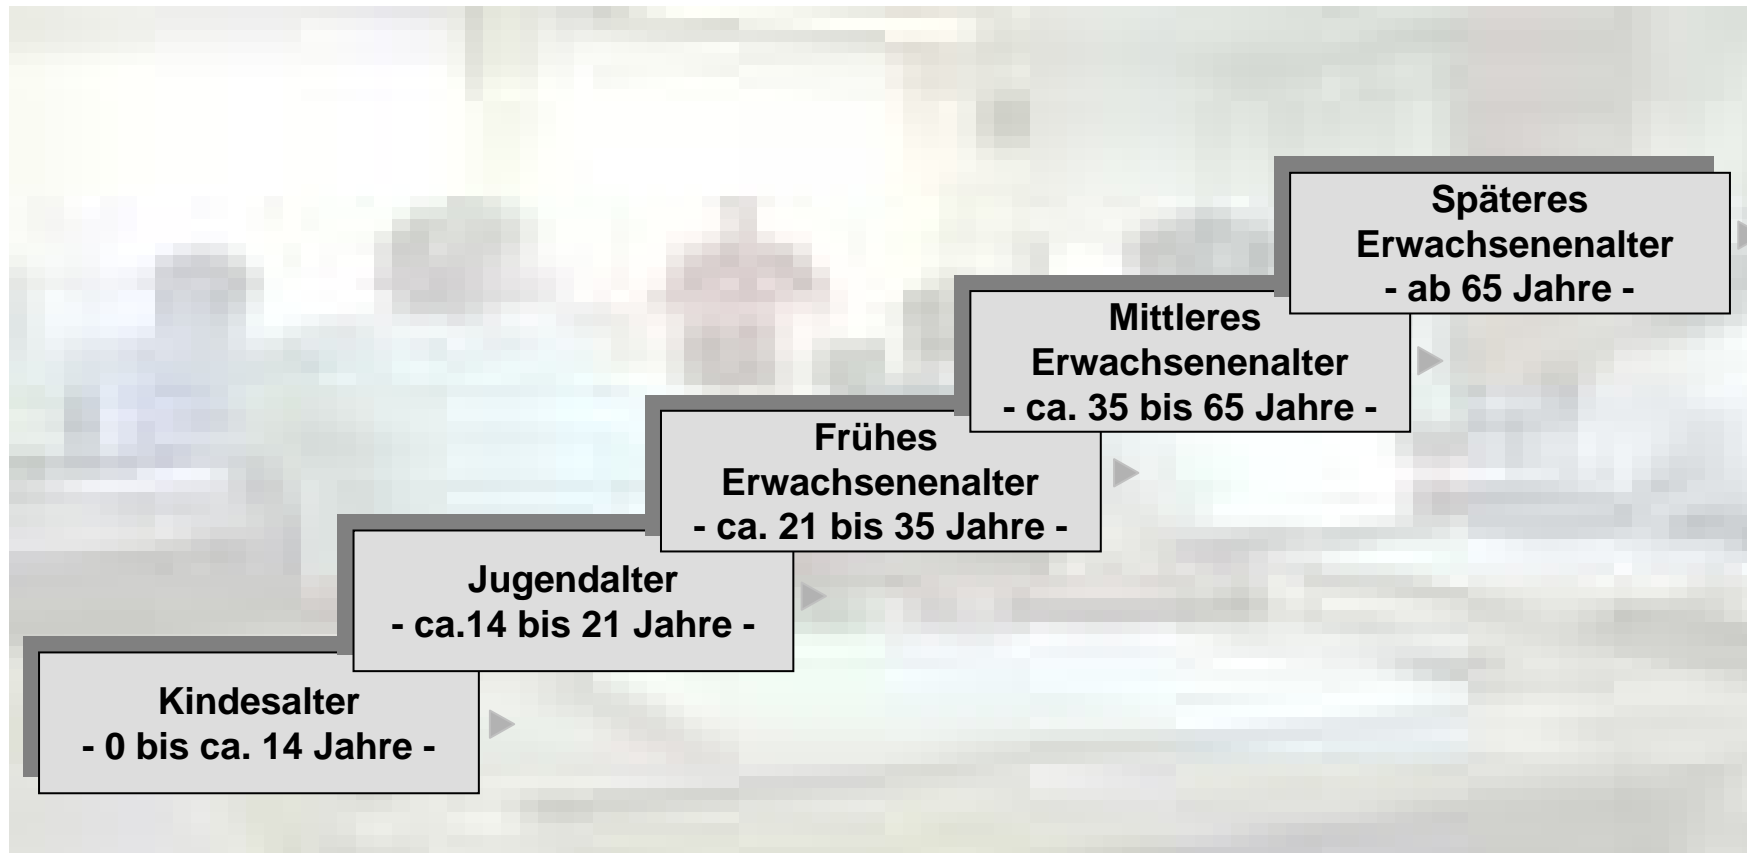 Späteres
Erwachsenenalter
- ab 65 Jahre -
Mittleres
Erwachsenenalter
- ca. 35 bis 65 Jahre -
Frühes
Erwachsenenalter
- ca. 21 bis 35 Jahre -
Jugendalter
- ca.14 bis 21 Jahre -
Kindesalter
- 0 bis ca. 14 Jahre -